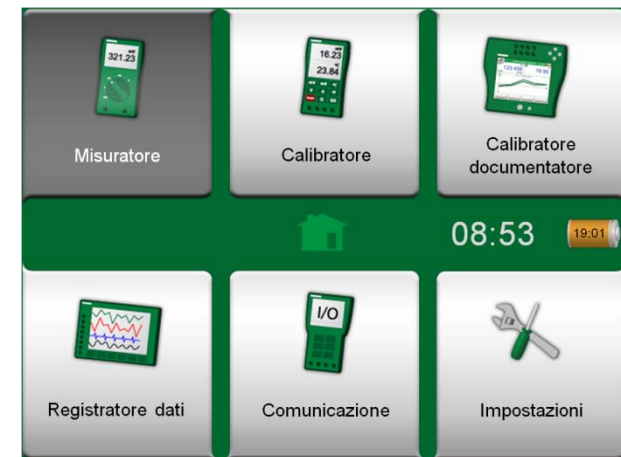 321.23
16.23
23.84
Misuratore
Calibratore
Calibratore
documentatore
08:53
19:01
I/O
Registratore dati
Comunicazione
Impostazioni